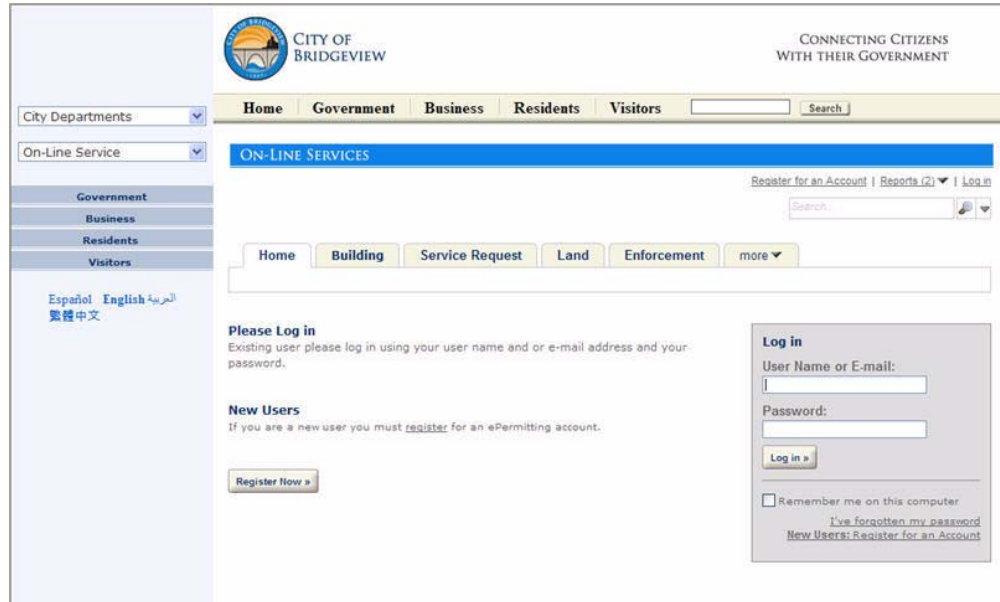 CITY OF
BRIDGEVIEW
CONNECTING CITIZENS
WITH THEIR GOVERNMENT
City Departments
On-Line Service
Government
Business
Residents
Visitors
Español English العربية
繁體中文
Home Government Business Residents Visitors Search
ON-LINE SERVICES
Register for an Account | Reports (2) | Log in
Search...
Home Building Service Request Land Enforcement more
Please Log in
Existing user please log in using your user name and or e-mail address and your
password.
New Users
If you are a new user you must register for an ePermitting account.
Register Now »
Log in
User Name or E-mail:
Password:
Log in »
Remember me on this computer
I've forgotten my password
New Users: Register for an Account